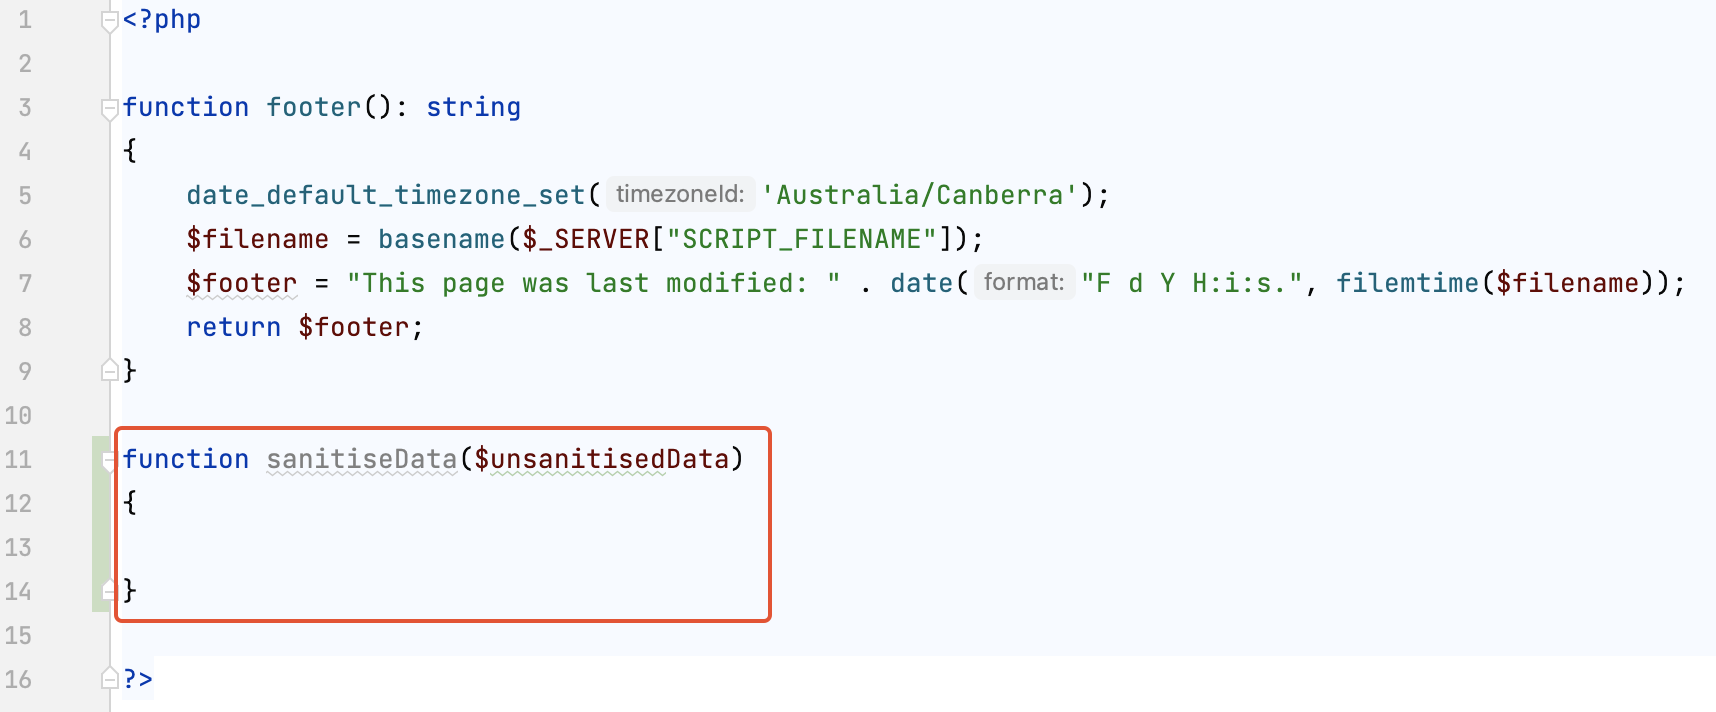 1 <?php
2
3 function footer(): string
4 {
5     date_default_timezone_set( timezoneId: 'Australia/Canberra');
6     $filename = basename($_SERVER["SCRIPT_FILENAME"]);
7     $footer = "This page was last modified: " . date( format: "F d Y H:i:s.", filemtime($filename));
8     return $footer;
9 }
10
11 function sanitiseData($unsanitisedData)
12 {
13
14 }
15
16 ?>